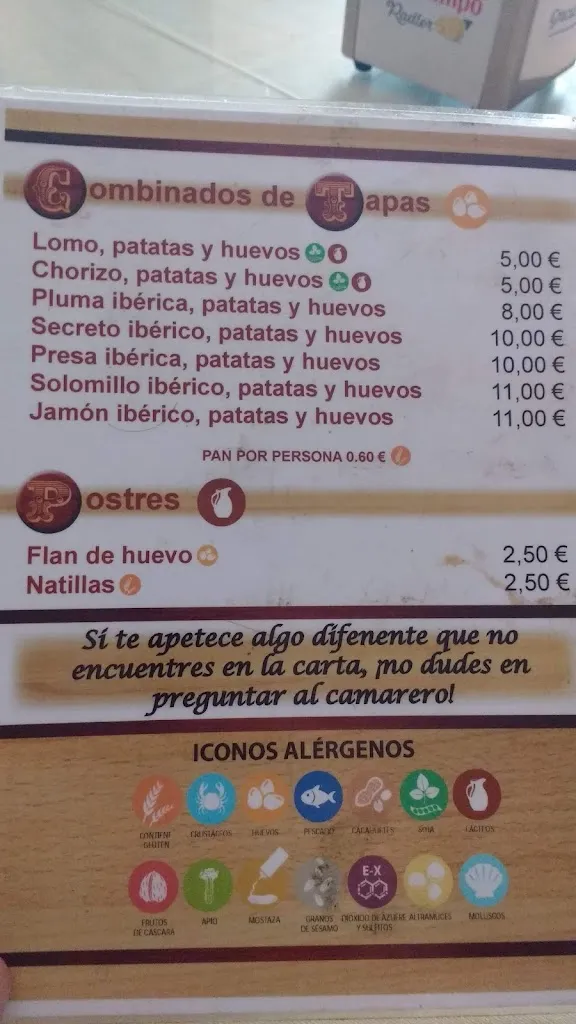 Radler
Combinados de Tapas
Lomo, patatas y huevos 5,00 €
Chorizo, patatas y huevos 5,00 €
Pluma ibérica, patatas y huevos 8,00 €
Secreto ibérico, patatas y huevos 10,00 €
Presa ibérica, patatas y huevos 10,00 €
Solomillo ibérico, patatas y huevos 11,00 €
Jamón ibérico, patatas y huevos 11,00 €
PAN POR PERSONA 0.60 €
Postres
Flan de huevo 2,50 €
Natillas 2,50 €
Sí te apetece algo difenente que no
encuentres en la carta, ¡no dudes en
preguntar al camarero!
ICONOS ALÉRGENOS
CONTIENE GLUTEN
CRUSTÁCEOS
HUEVOS
PESCADO
CACAHUETES
SOJA
LÁCTEOS
E-X
FRUTOS DE CÁSCARA
APIO
MOSTAZA
GRANOS DE SÉSAMO
DIÓXIDO DE AZUFRE Y SULFITOS
ALTRAMUCES
MOLUSCOS